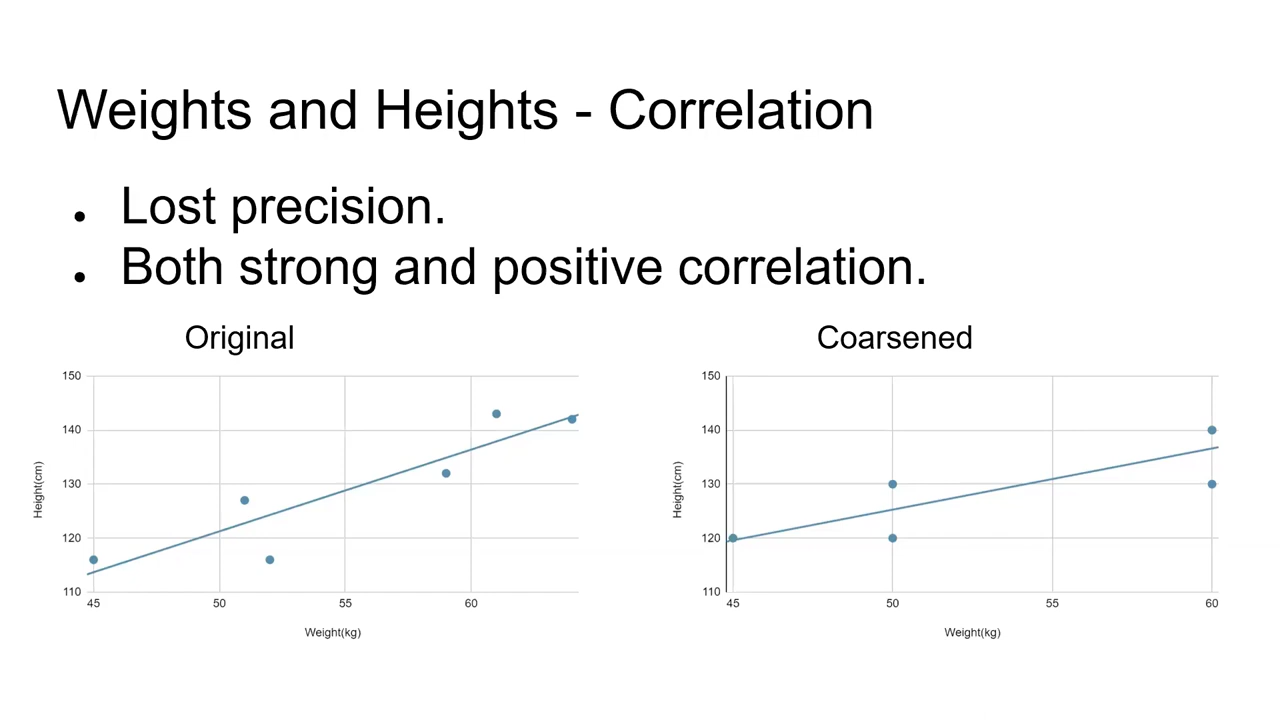 Weights and Heights - Correlation
● Lost precision.
● Both strong and positive correlation.
Original
150
140
130
120
110
Height(cm)
45 50 55 60
Weight(kg)
Coarsened
150
140
130
120
110
Height(cm)
45 50 55 60
Weight(kg)